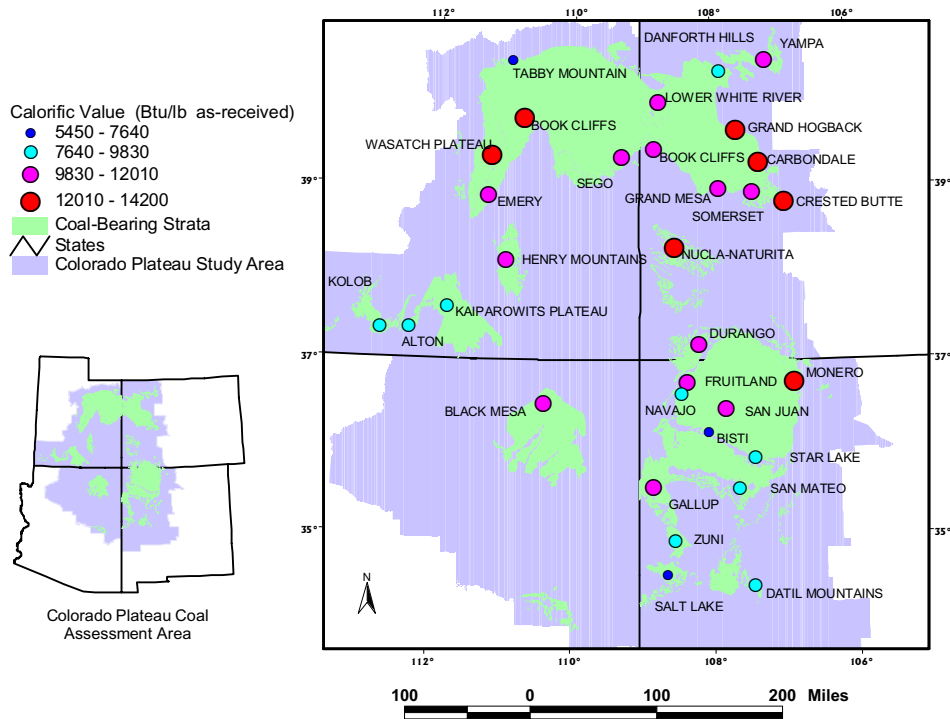 112°
110°
108°
106°
DANFORTH HILLS
YAMPA
TABBY MOUNTAIN
LOWER WHITE RIVER
BOOK CLIFFS
GRAND HOGBACK
WASATCH PLATEAU
BOOK CLIFFS
CARBONDALE
SEGO
39°
39°
EMERY
GRAND MESA
SOMERSET
CRESTED BUTTE
NUCLA-NATURITA
HENRY MOUNTAINS
KOLOB
KAIPAROWITS PLATEAU
ALTON
DURANGO
37°
37°
MONERO
FRUITLAND
BLACK MESA
NAVAJO
SAN JUAN
BISTI
STAR LAKE
SAN MATEO
GALLUP
35°
35°
ZUNI
SALT LAKE
DATIL MOUNTAINS
N
112°
110°
108°
106°
Calorific Value (Btu/lb as-received)
5450 - 7640
7640 - 9830
9830 - 12010
12010 - 14200
Coal-Bearing Strata
States
Colorado Plateau Study Area
Colorado Plateau Coal
Assessment Area
100 0 100 200 Miles